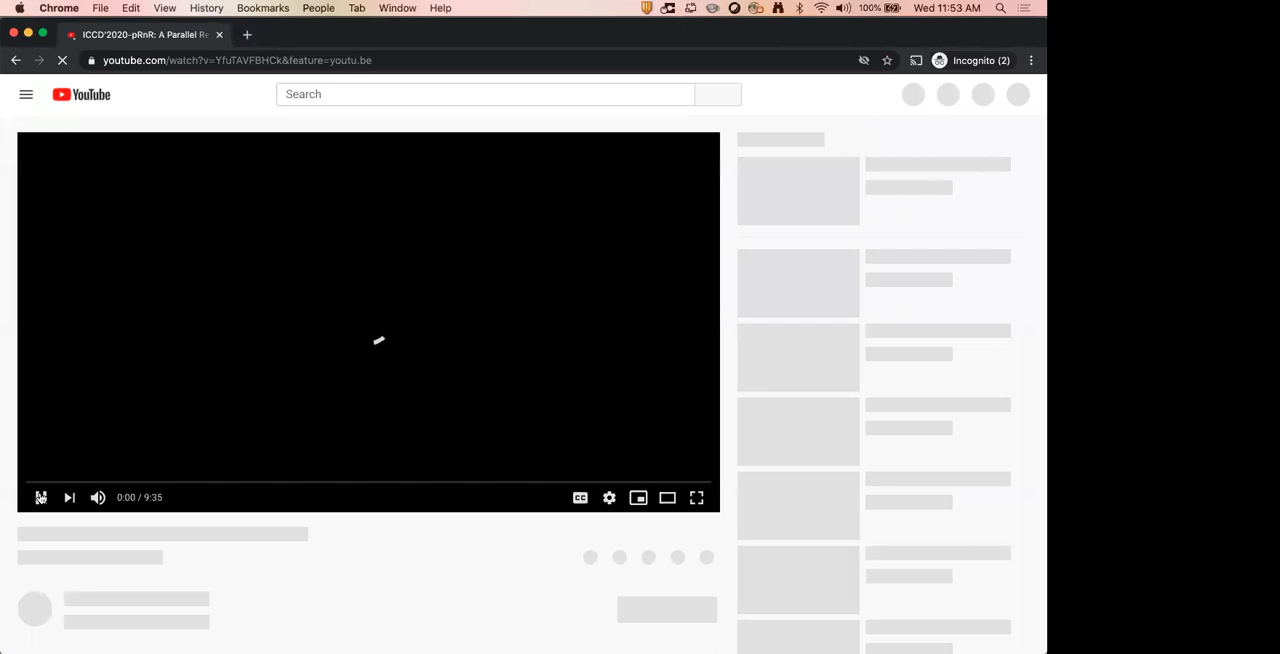 Chrome File Edit View History Bookmarks People Tab Window Help 100% Wed 11:53 AM
ICCD'2020-pRnR: A Parallel Re
youtube.com/watch?v=YfuTAVFBHCk&feature=youtu.be Incognito (2)
YouTube Search
0:00 / 9:35 CC